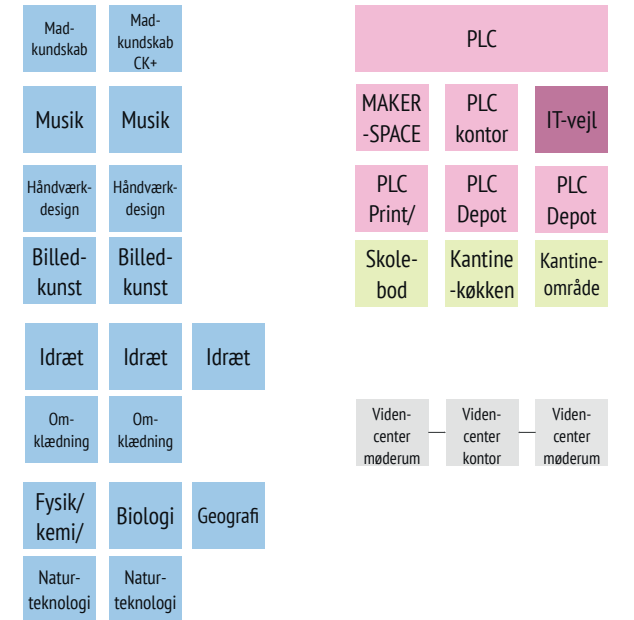 Mad-
kundskab
Mad-
kundskab
CK+
Musik
Musik
Håndværk-
design
Håndværk-
design
Billed-
kunst
Billed-
kunst
Idræt
Idræt
Idræt
Om-
klædning
Om-
klædning
Fysik/
kemi/
Biologi
Geografi
Natur-
teknologi
Natur-
teknologi
PLC
MAKER
-SPACE
PLC
kontor
IT-vejl
PLC
Print/
PLC
Depot
PLC
Depot
Skole-
bod
Kantine
-køkken
Kantine-
område
Viden-
center
møderum
Viden-
center
kontor
Viden-
center
møderum